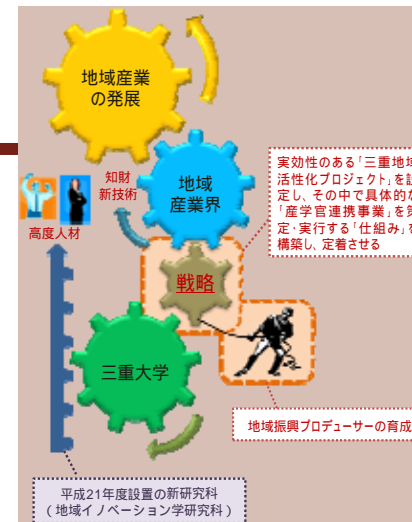 地域産業
の発展
地域
産業界
知財
新技術
高度人材
実効性のある「三重地域
活性化プロジェクト」を設
定し、その中で具体的な
「産学官連携事業」を策
定・実行する「仕組み」を
構築し、定着させる
戦略
三重大学
地域振興プロデューサーの育成
平成21年度設置の新研究科
（地域イノベーション学研究科）